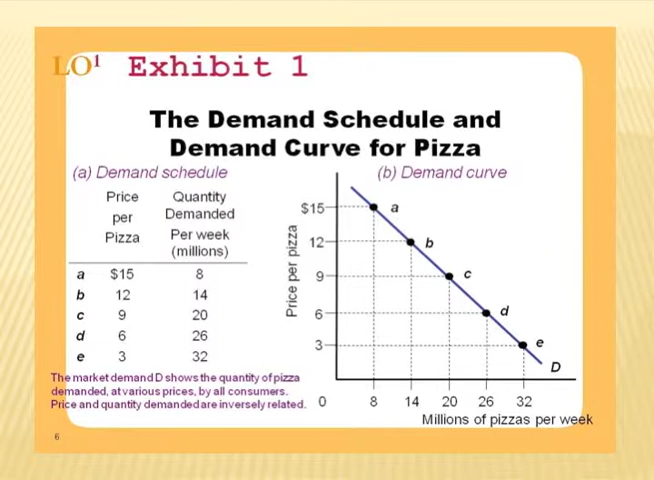 LO¹ Exhibit 1
The Demand Schedule and
Demand Curve for Pizza
(a) Demand schedule
Price Quantity
per Demanded
Pizza Per week
(millions)
a $15 8
b 12 14
c 9 20
d 6 26
e 3 32
The market demand D shows the quantity of pizza
demanded, at various prices, by all consumers.
Price and quantity demanded are inversely related.
(b) Demand curve
Price per pizza
$15
12
9
6
3
a
b
c
d
e
D
0 8 14 20 26 32
Millions of pizzas per week
6